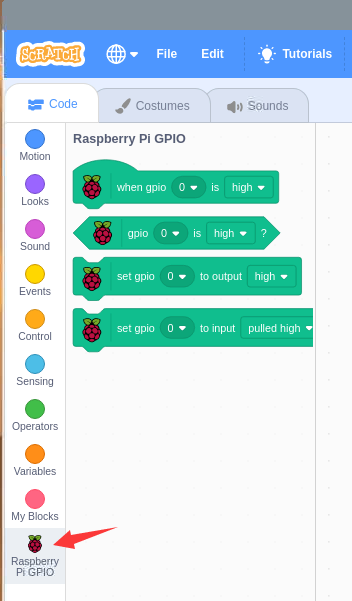 SCRATCH
File
Edit
Tutorials
Code
Costumes
Sounds
Motion
Looks
Sound
Events
Control
Sensing
Operators
Variables
My Blocks
Raspberry
Pi GPIO
Raspberry Pi GPIO
when gpio 0 is high
gpio 0 is high ?
set gpio 0 to output high
set gpio 0 to input pulled high